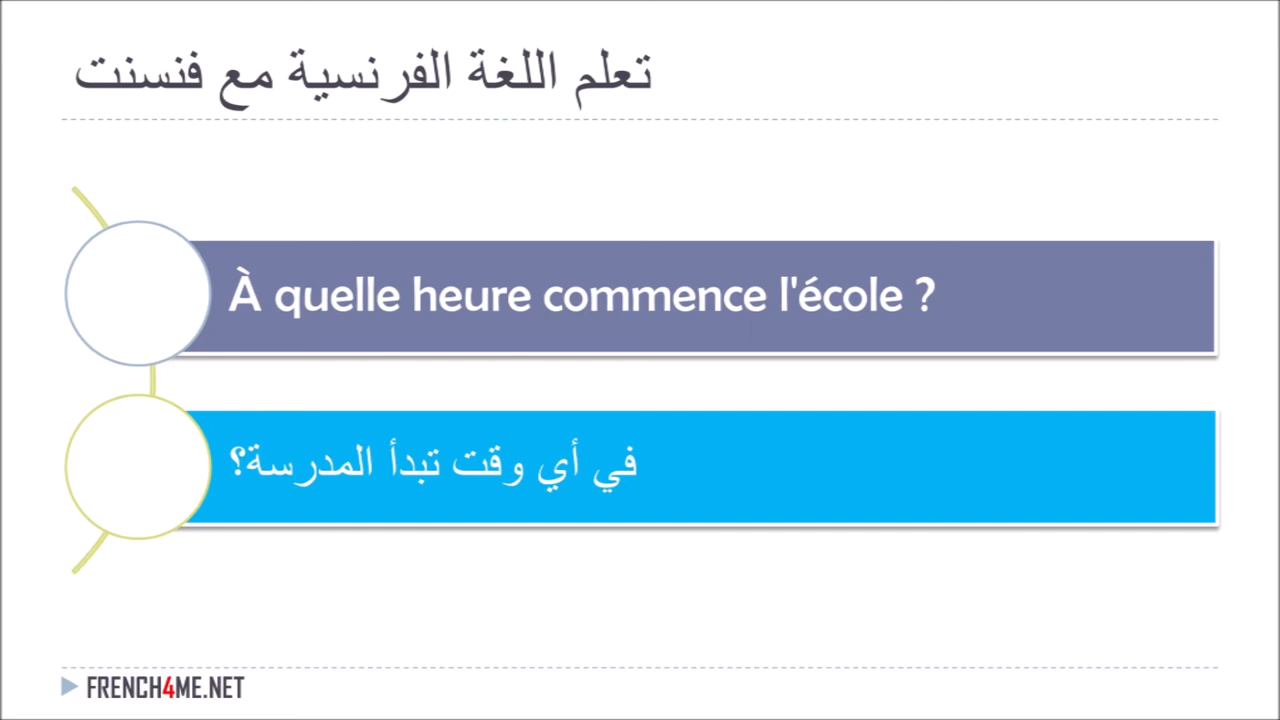 تعلم اللغة الفرنسية مع فنسنت
À quelle heure commence l'école ?
في أي وقت تبدأ المدرسة؟
FRENCH4ME.NET